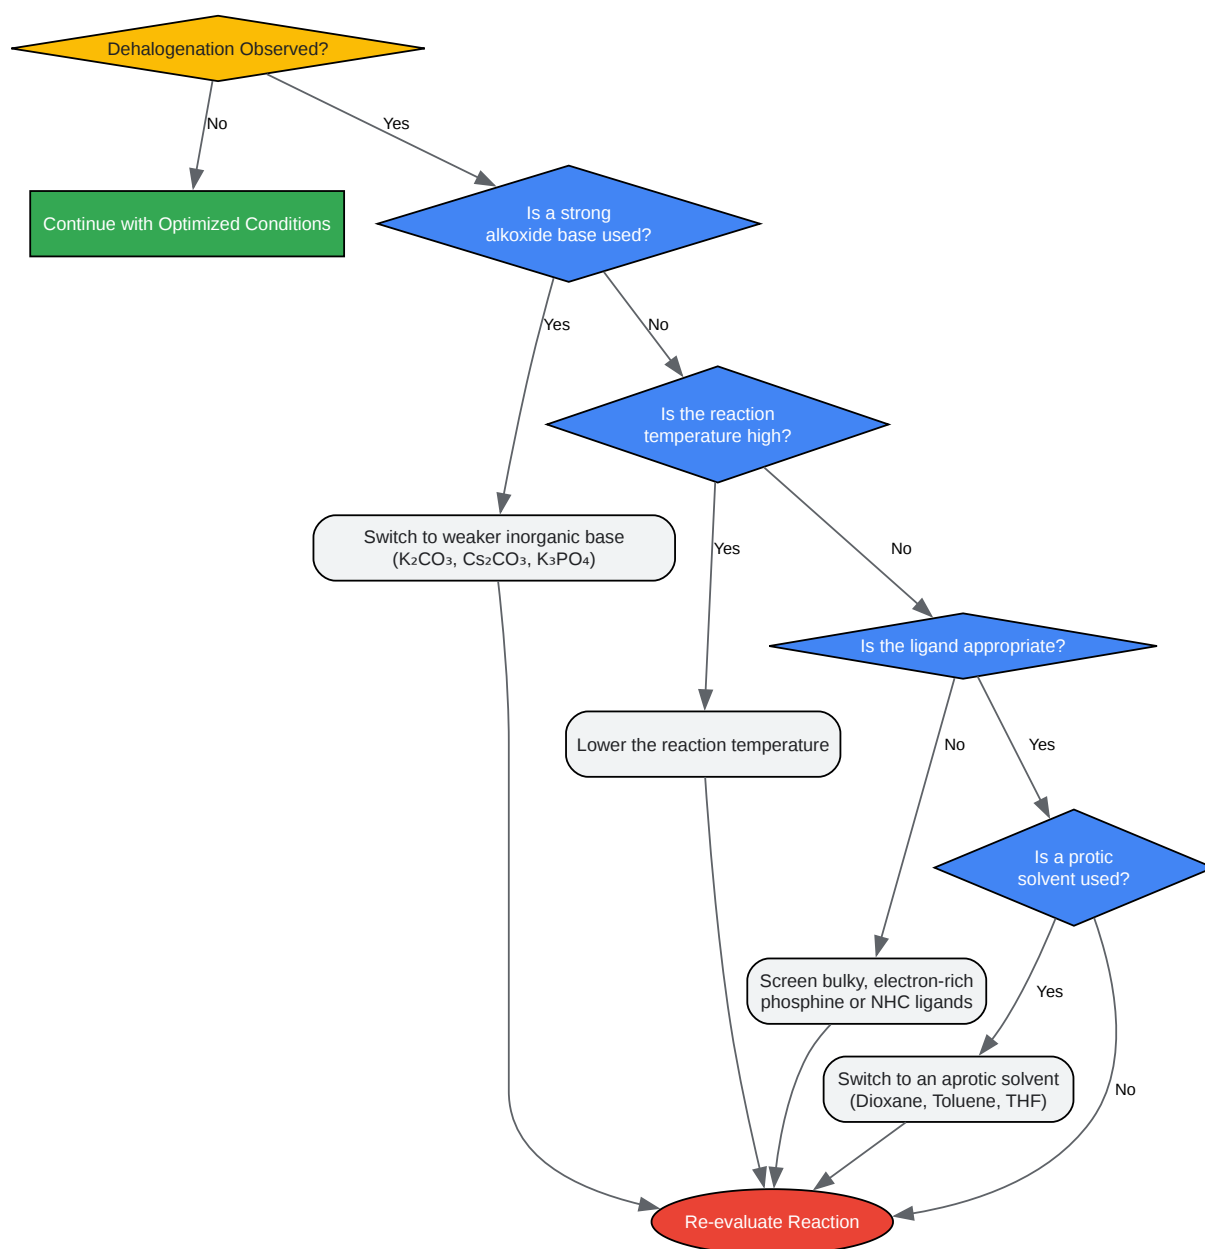 Dehalogenation Observed?
No
Yes
Continue with Optimized Conditions
Is a strong
alkoxide base used?
Yes
No
Is the reaction
temperature high?
Switch to weaker inorganic base
(K₂CO₃, Cs₂CO₃, K₃PO₄)
Yes
No
Is the ligand appropriate?
Lower the reaction temperature
No
Yes
Is a protic
solvent used?
Screen bulky, electron-rich
phosphine or NHC ligands
Yes
Switch to an aprotic solvent
(Dioxane, Toluene, THF)
No
Re-evaluate Reaction